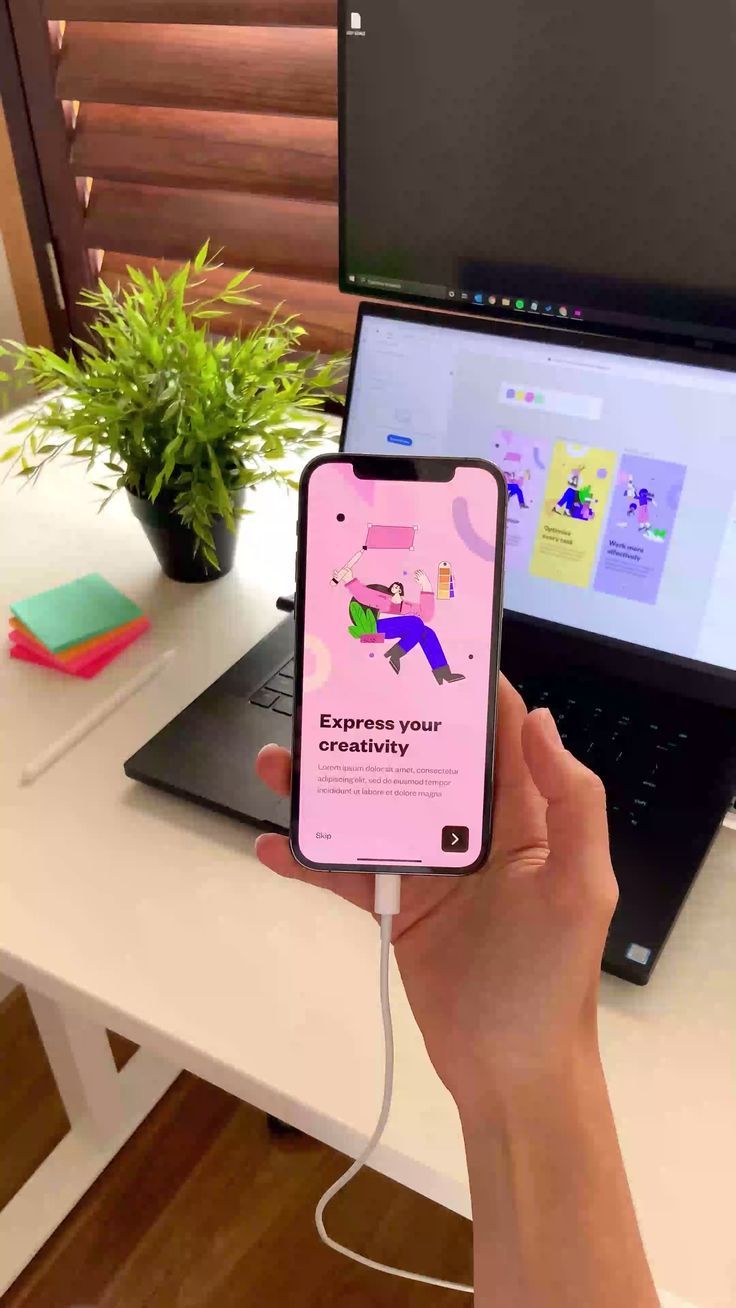 Optimise
every task
Work more
effectively
Express your
creativity
Lorem ipsum dolor sit amet, consectetur
adipiscing elit, sed do eiusmod tempor
incididunt ut labore et dolore magna
Skip